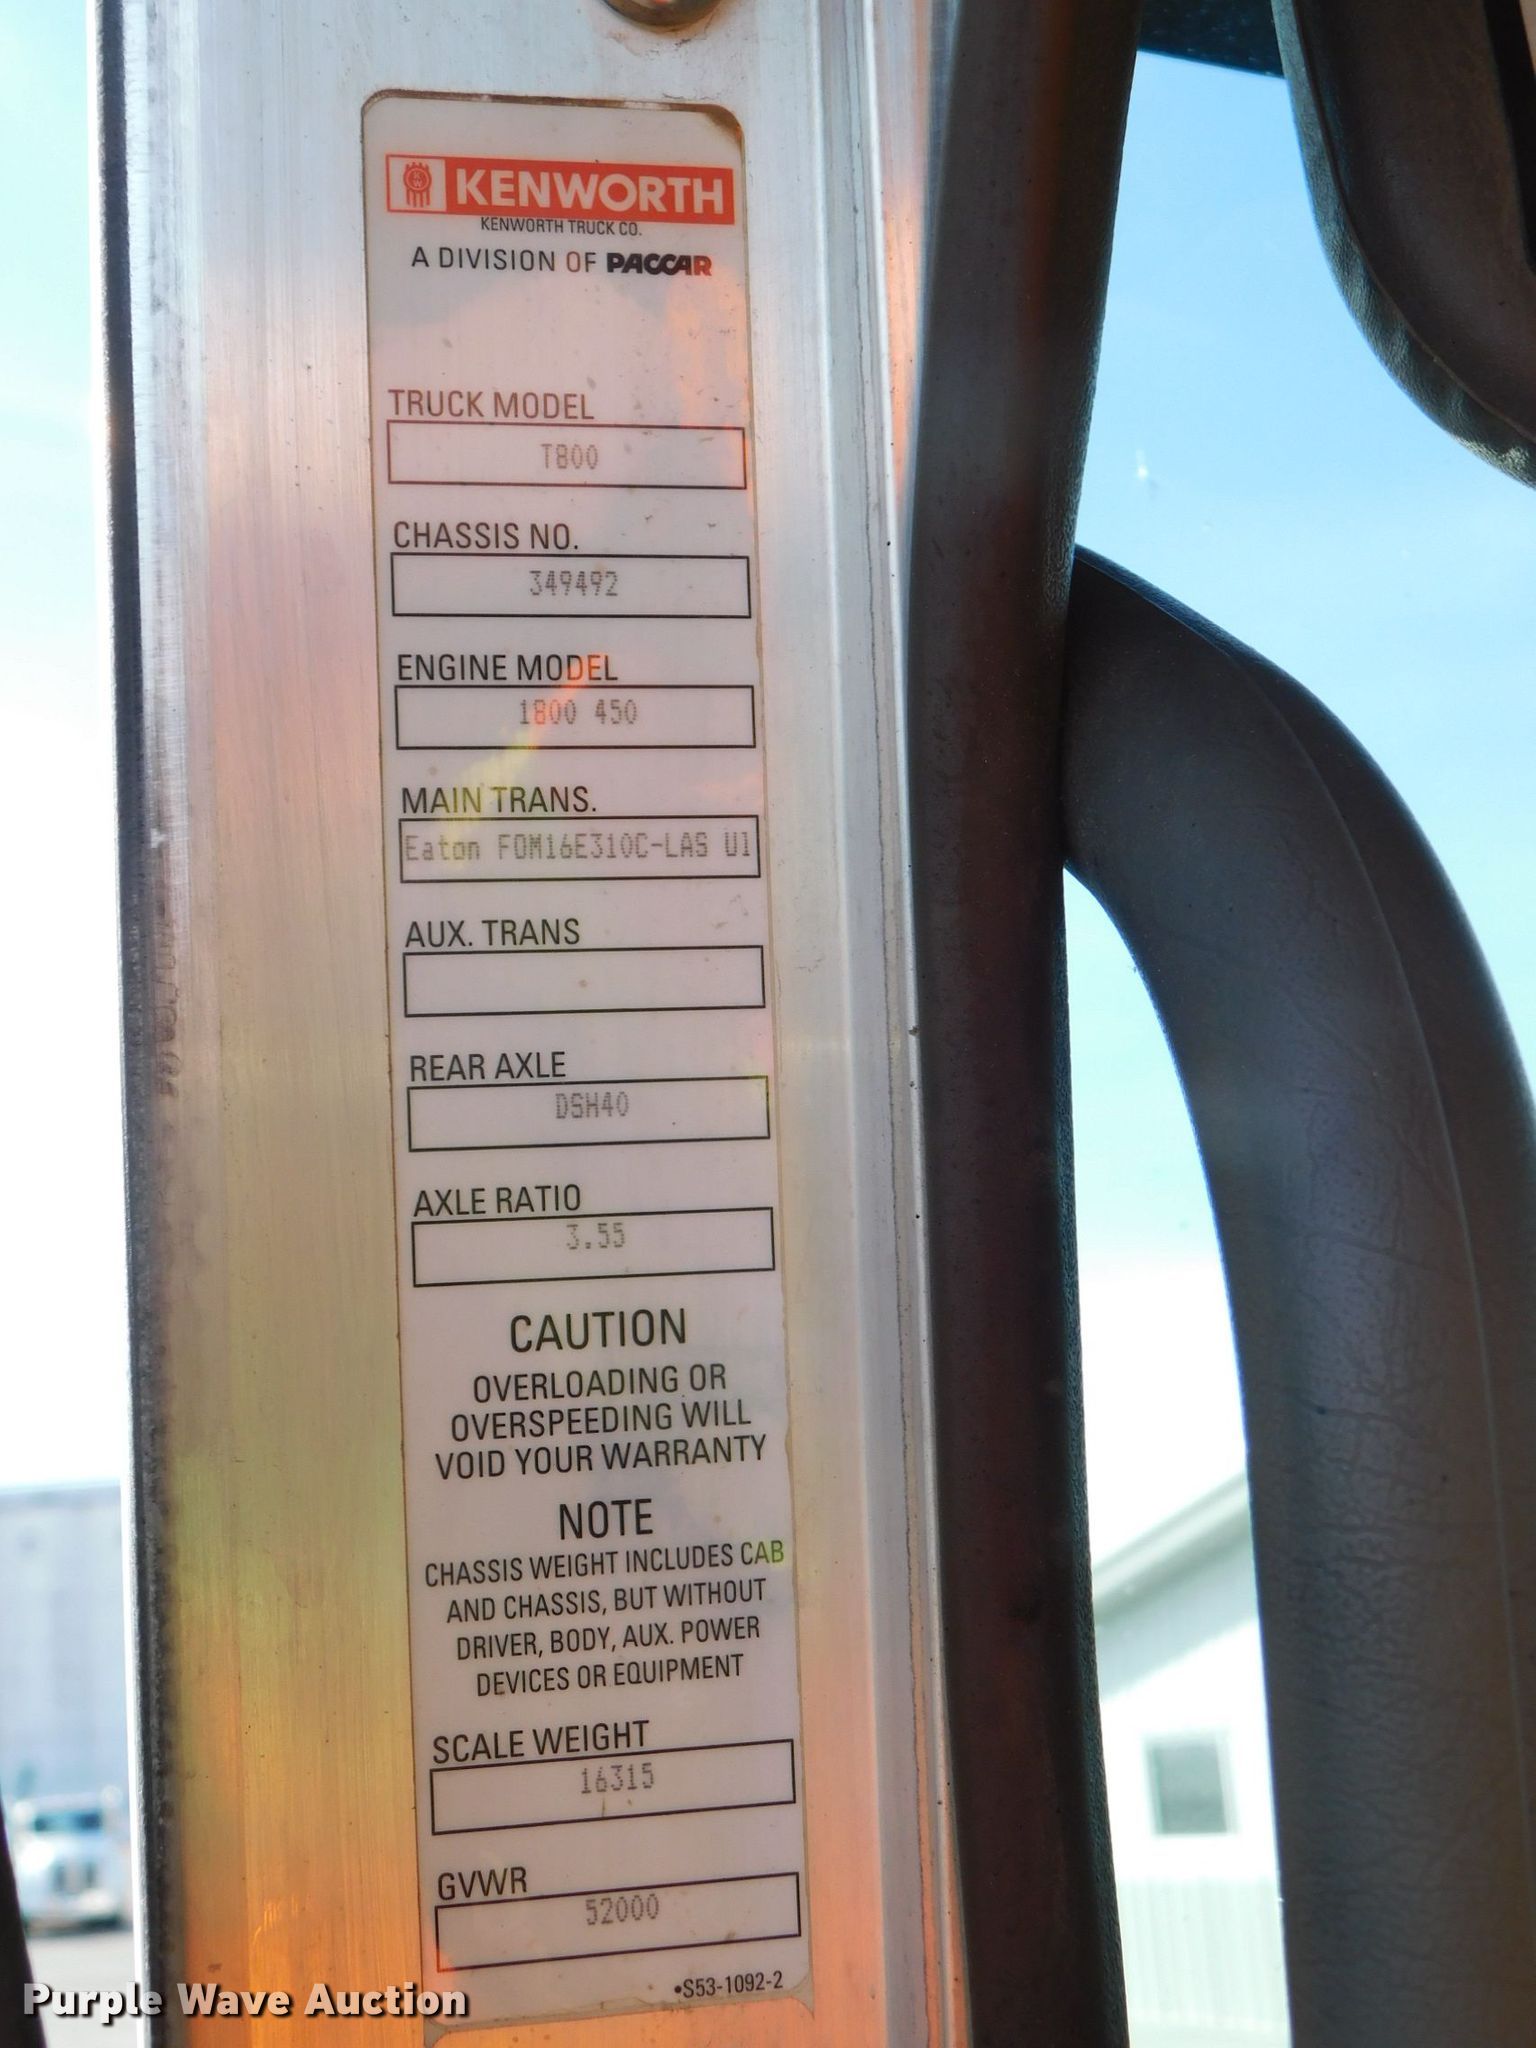 KW KENWORTH
KENWORTH TRUCK CO.
A DIVISION OF PACCAR
TRUCK MODEL
T800
CHASSIS NO.
349492
ENGINE MODEL
1800 450
MAIN TRANS.
Eaton FOM16E310C-LAS U1
AUX. TRANS
REAR AXLE
DSH40
AXLE RATIO
3.55
CAUTION
OVERLOADING OR
OVERSPEEDING WILL
VOID YOUR WARRANTY
NOTE
CHASSIS WEIGHT INCLUDES CAB
AND CHASSIS, BUT WITHOUT
DRIVER, BODY, AUX. POWER
DEVICES OR EQUIPMENT
SCALE WEIGHT
16315
GVWR
52000
•S53-1092-2
Purple Wave Auction